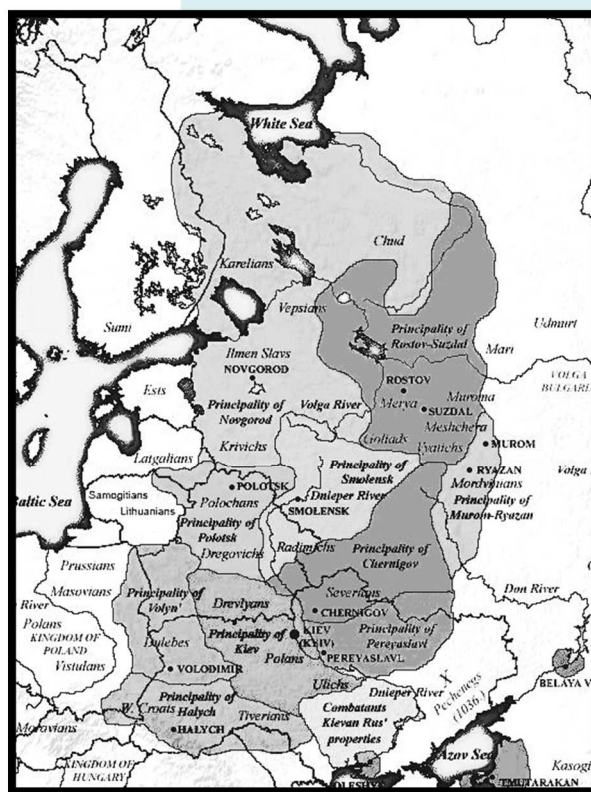 White Sea
Chud
Karelians
Vepsians
Sumi
Udmurt
Principality of
Rostov-Suzdal
Mari
Ilmen Slavs
NOVGOROD
VOLGA
BULGARI
Ests
ROSTOV
Muroma
Principality of
Novgorod
Volga River
Merya
SUZDAL
Meshchera
Krivichs
Goliads
Vyatichs
MUROM
Latgalians
Principality of
Smolensk
RYAZAN
Volga
Mordvinians
POLOTSK
Samogitians
Polochans
Dnieper River
Principality of
Murom-Ryazan
Baltic Sea
Lithuanians
SMOLENSK
Principality of
Polotsk
Radimichs
Principality of
Chernigov
Dregovichs
Prussians
Don River
Masovians
Principality of
Volyn'
Drevlyans
Severians
River
CHERNIGOV
Polans
KINGDOM OF
POLAND
Dulebes
Principality of
Kiev
KIEV
(KYIV)
Principality of
Pereyaslavl
Vistulans
Polans
VOLODIMIR
PEREYASLAVL
BELAYA V
Ulichs
Dnieper River
Pechenegs
(1036-)
Principality of
Halych
Combatants
Kievan Rus'
properties
W. Croats
Tiverians
Moravians
HALYCH
Azov Sea
KINGDOM OF
HUNGARY
Kasogi
OLESHYE
TMUTARAKAN